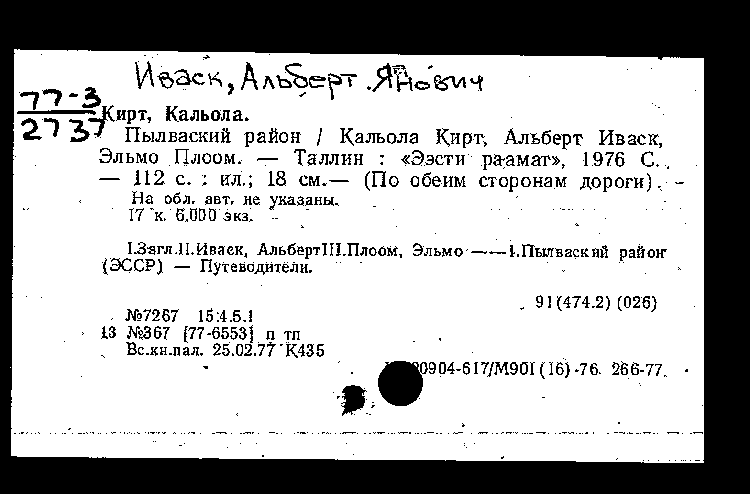 Иваск, Альберт Янович
77-3
2737
Кирт, Кальола.
Пылваский район / Кальола Кирт, Альберт Иваск,
Эльмо Плоом. — Таллин : «Ээсти раамат», 1976 С.
— 112 с. : ил.; 18 см.— (По обеим сторонам дороги). -
На обл. авт. не указаны.
17 к. 6.000 экз.
I.Загл.II.Иваск, АльбертIII.Плоом, Эльмо ——1.Пылваский район
(ЭССР) — Путеводители.
91(474.2) (026)
№7267 15.4.5.1
13 №367 [77-6553] п тп
Вс.кн.пал. 25.02.77 К435
0904-617/М901(16)-76. 266-77.